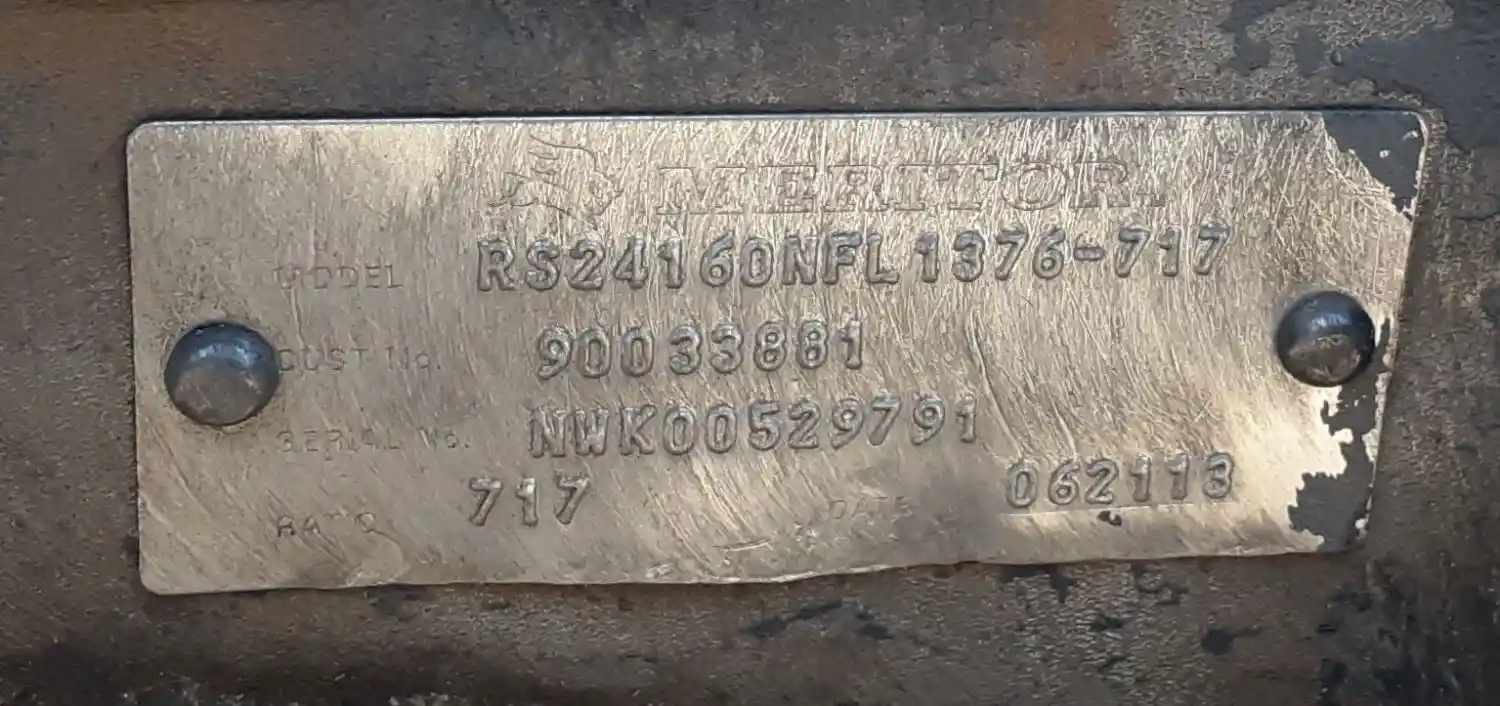 MERITOR
MODEL RS24160NFL1376-717
CUST No. 90033881
SERIAL No. NWK00529791
RATIO 717 DATE 062113